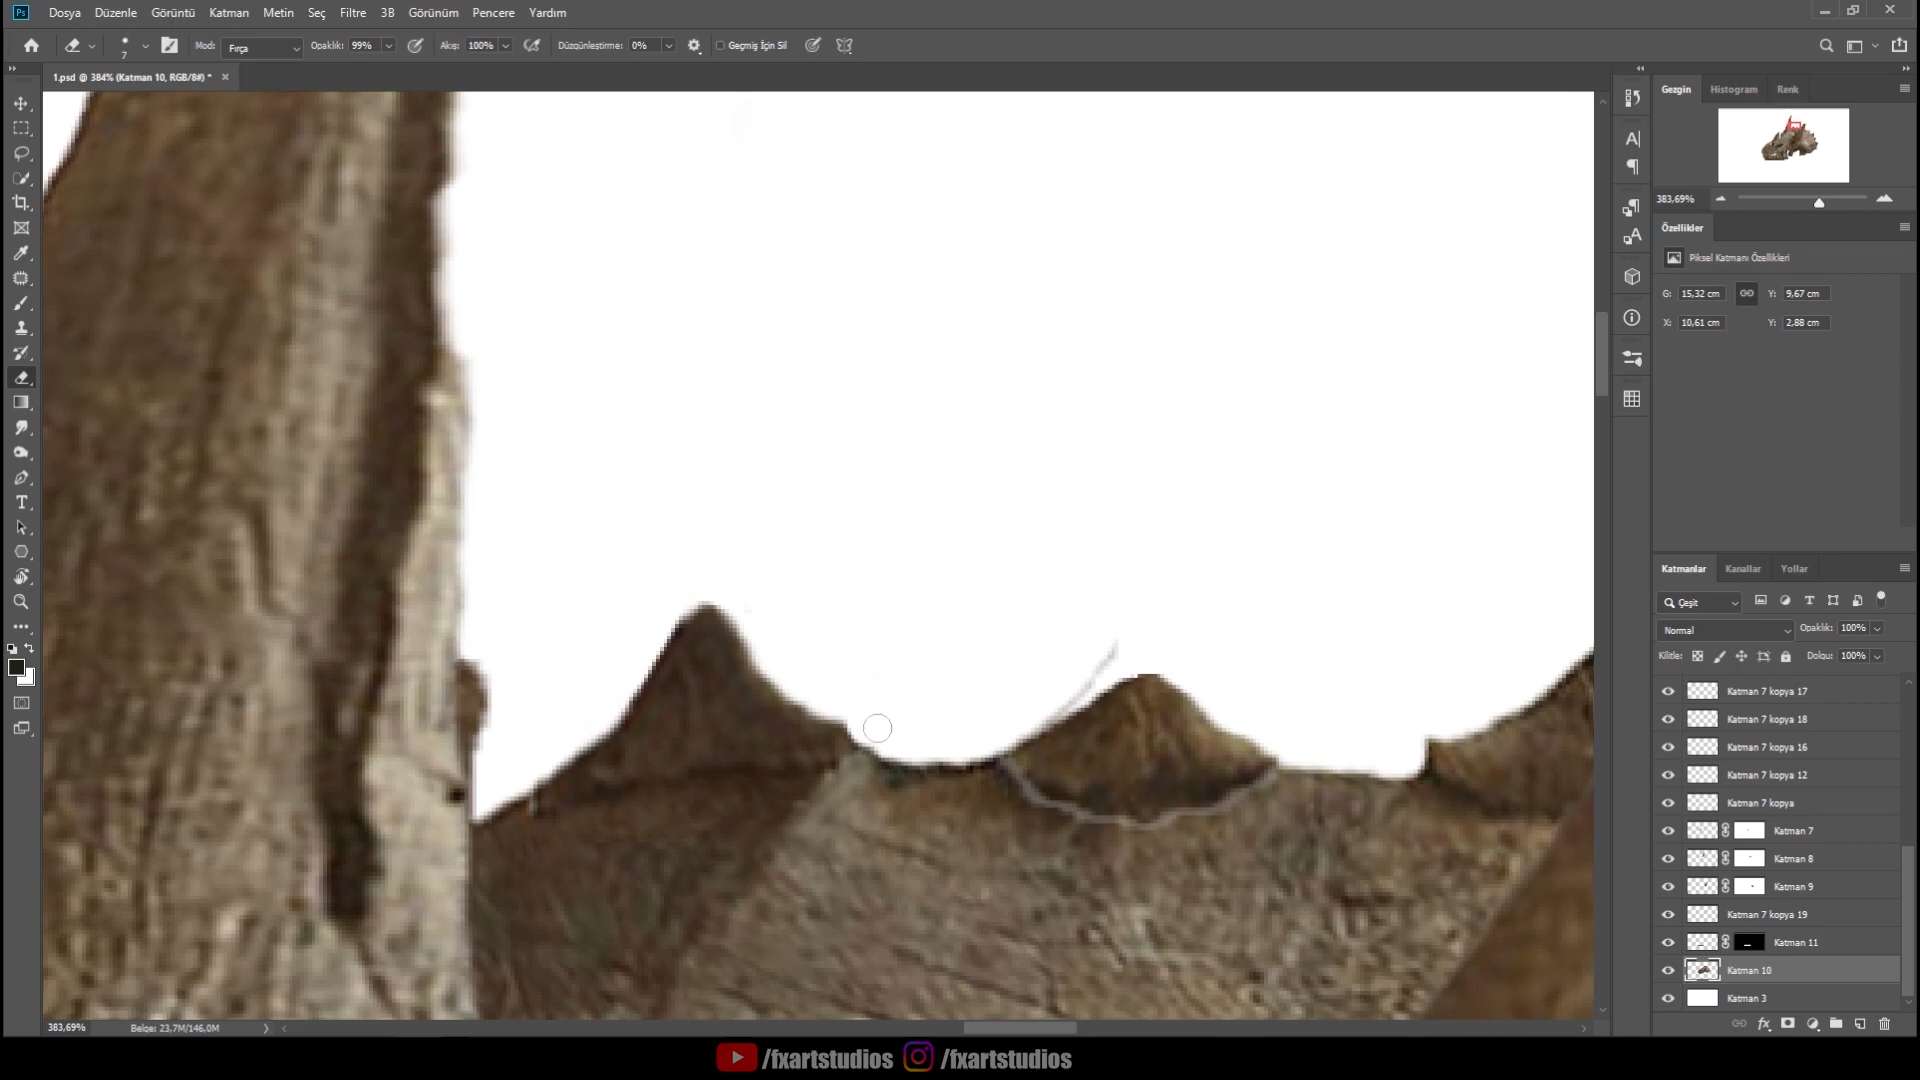 Ps Dosya Düzenle Görüntü Katman Metin Seç Filtre 3B Görünüm Pencere Yardım
7 Mod: Fırça Opaklık: 99% Akış: 100% Düzgünleştirme: 0% Geçmiş İçin Sil
1.psd @ 384% (Katman 10, RGB/8#) *
Gezgin Histogram Renk
383,69%
Özellikler
Piksel Katmanı Özellikleri
G: 15,32 cm Y: 9,67 cm
X: 10,61 cm Y: 2,88 cm
Katmanlar Kanallar Yollar
Çeşit
Normal Opaklık: 100%
Kilitle: Dolgu: 100%
Katman 7 kopya 17
Katman 7 kopya 18
Katman 7 kopya 16
Katman 7 kopya 12
Katman 7 kopya
Katman 7
Katman 8
Katman 9
Katman 7 kopya 19
Katman 11
Katman 10
Katman 3
383,69% Belge: 23,7M/146,0M
/fxartstudios /fxartstudios